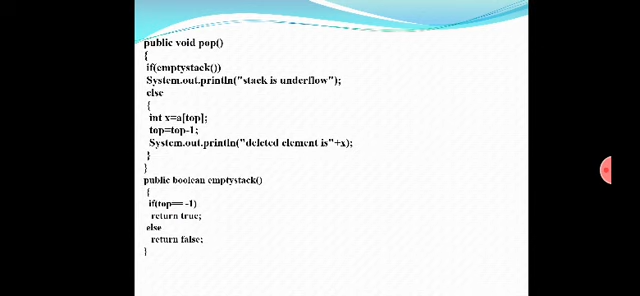 public void pop()
{
if(emptystack())
System.out.println("stack is underflow");
else
{
int x=a[top];
top=top-1;
System.out.println("deleted element is"+x);
}
}
public boolean emptystack()
{
if(top== -1)
return true;
else
return false;
}